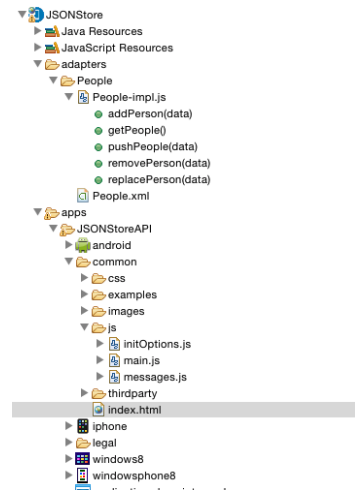 JSONStore
Java Resources
JavaScript Resources
adapters
People
People-impl.js
addPerson(data)
getPeople()
pushPeople(data)
removePerson(data)
replacePerson(data)
People.xml
apps
JSONStoreAPI
android
common
css
examples
images
js
initOptions.js
main.js
messages.js
thirdparty
index.html
iphone
legal
windows8
windowsphone8